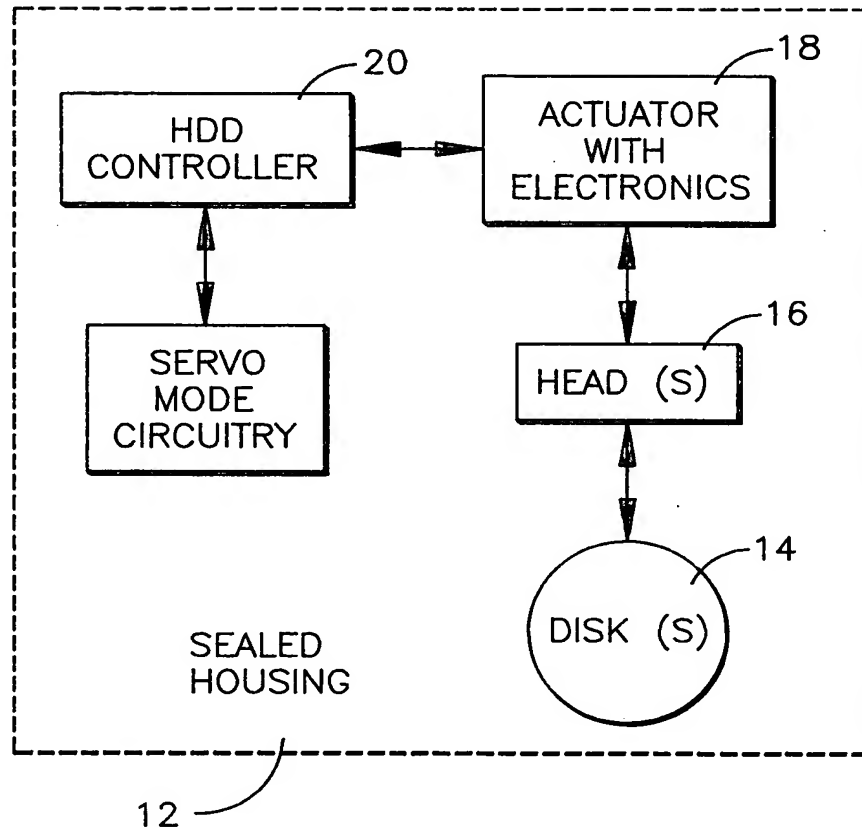 20
18
HDD
CONTROLLER
ACTUATOR
WITH
ELECTRONICS
16
SERVO
MODE
CIRCUITRY
HEAD (S)
14
DISK (S)
SEALED
HOUSING
12